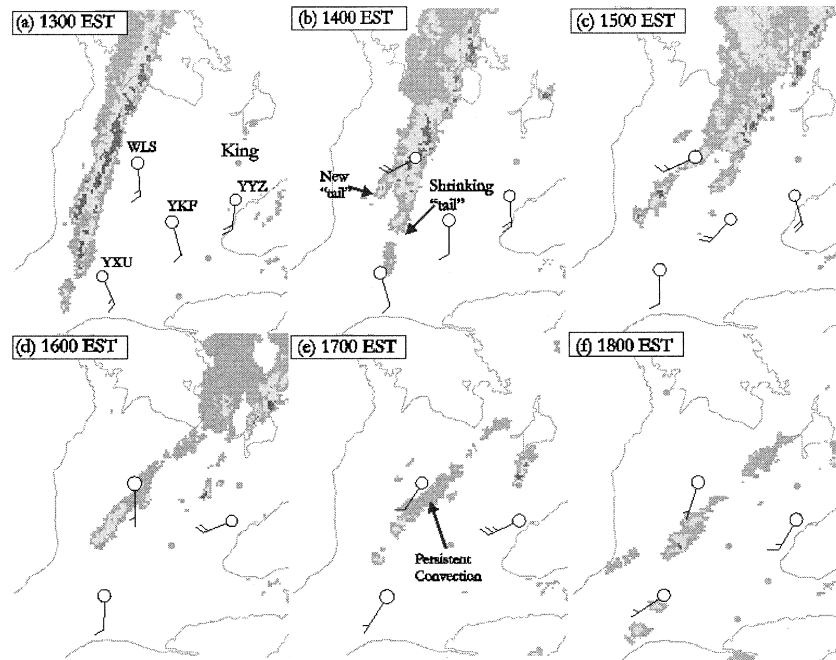 (a) 1300 EST
WLS
King
YYZ
YKF
YXU
(b) 1400 EST
New
"tail"
Shrinking
"tail"
(c) 1500 EST
(d) 1600 EST
(e) 1700 EST
Persistent
Convection
(f) 1800 EST